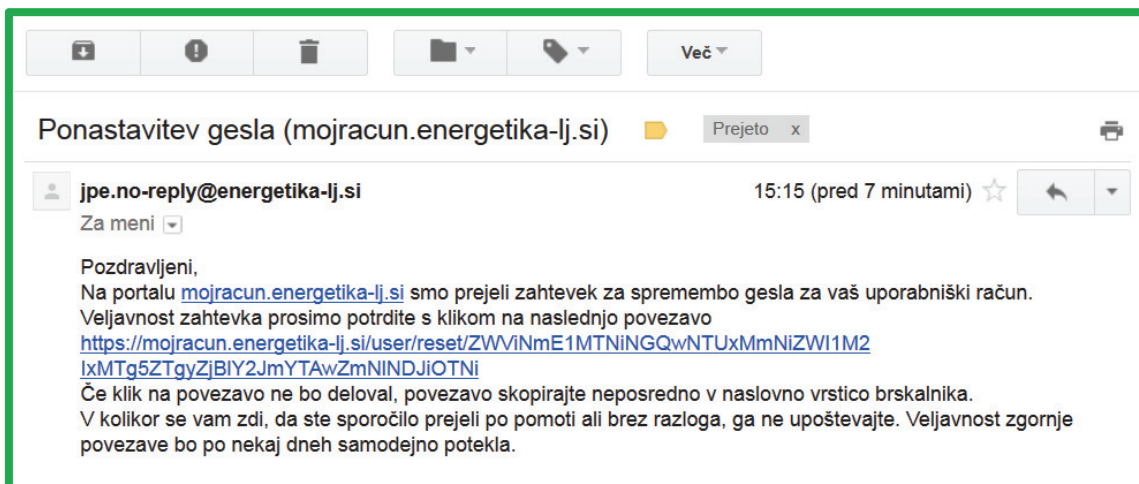 Več
Ponastavitev gesla (mojracun.energetika-lj.si)
Prejeto x
jpe.no-reply@energetika-lj.si
15:15 (pred 7 minutami)
Za meni
Pozdravljeni,
Na portalu mojracun.energetika-lj.si smo prejeli zahtevek za spremembo gesla za vaš uporabniški račun.
Veljavnost zahtevka prosimo potrdite s klikom na naslednjo povezavo
https://mojracun.energetika-lj.si/user/reset/ZWViNmE1MTNiNGQwNTUxMmNiZWI1M2
IxMTg5ZTgyZjBlY2JmYTAwZmNlNDJiOTNi
Če klik na povezavo ne bo deloval, povezavo skopirajte neposredno v naslovno vrstico brskalnika.
V kolikor se vam zdi, da ste sporočilo prejeli po pomoti ali brez razloga, ga ne upoštevajte. Veljavnost zgornje
povezave bo po nekaj dneh samodejno potekla.